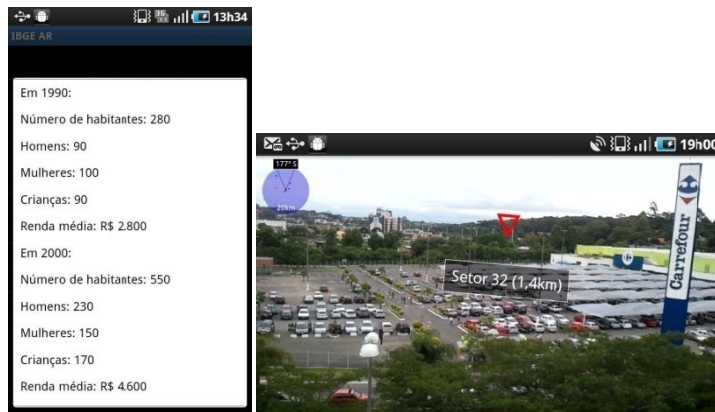 13h34
IBGE AR
Em 1990:
Número de habitantes: 280
Homens: 90
Mulheres: 100
Crianças: 90
Renda média: R$ 2.800
Em 2000:
Número de habitantes: 550
Homens: 230
Mulheres: 150
Crianças: 170
Renda média: R$ 4.600
19h00
177° S
20km
Setor 32 (1,4km)
Carrefour